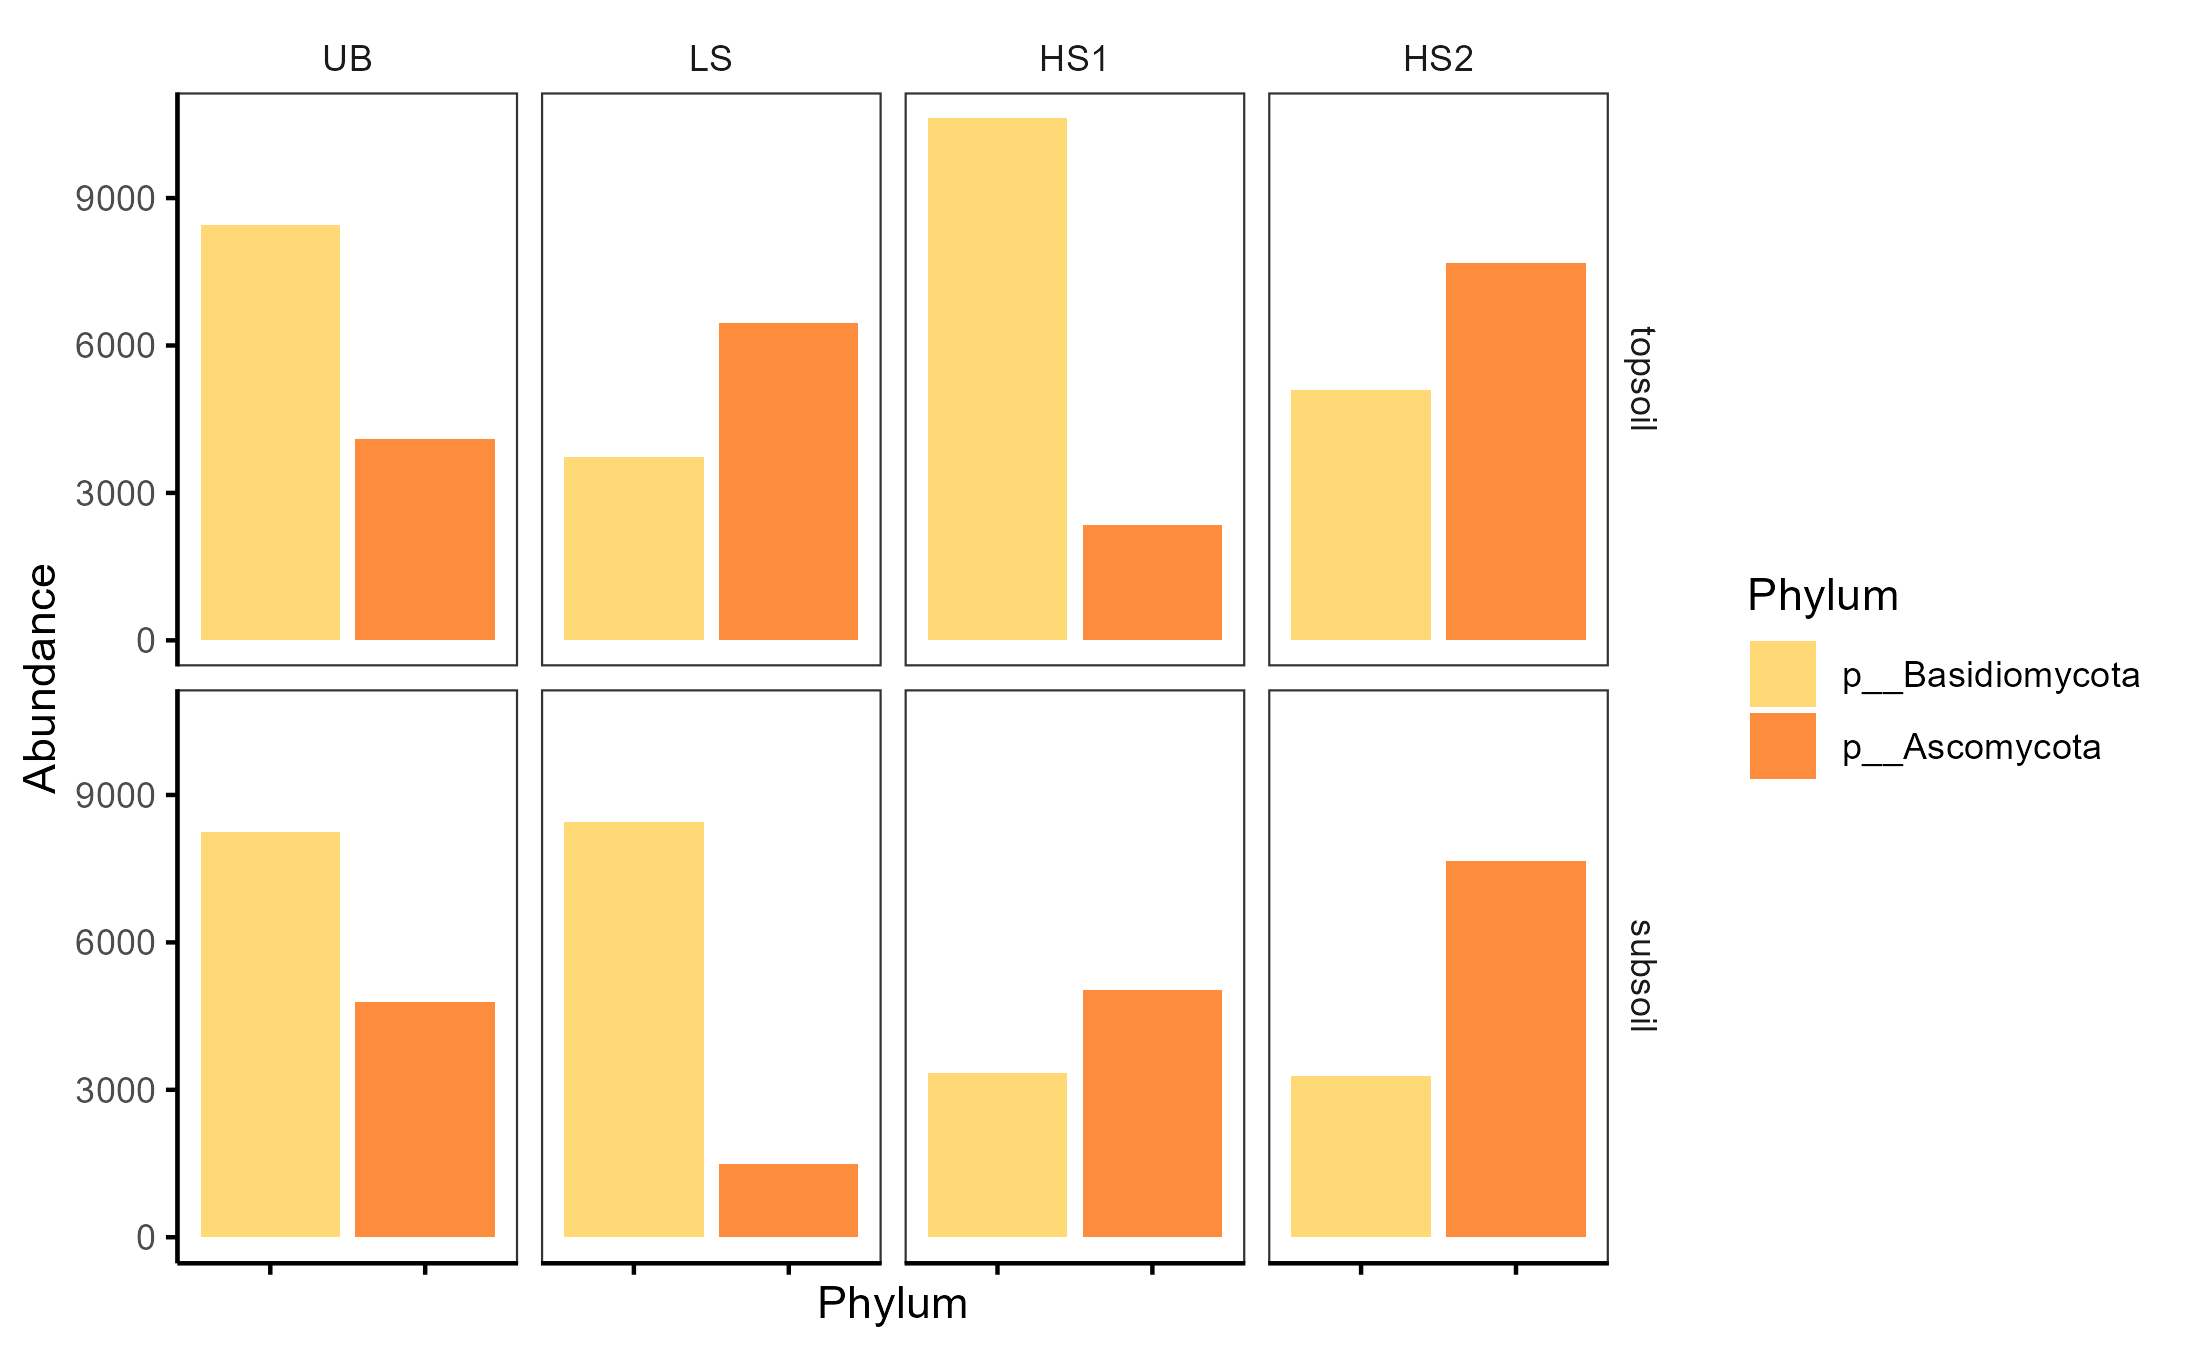 UB
LS
HS1
HS2
9000
6000
3000
0
topsoil
9000
6000
3000
0
subsoil
Abundance
Phylum
Phylum
p__Basidiomycota
p__Ascomycota